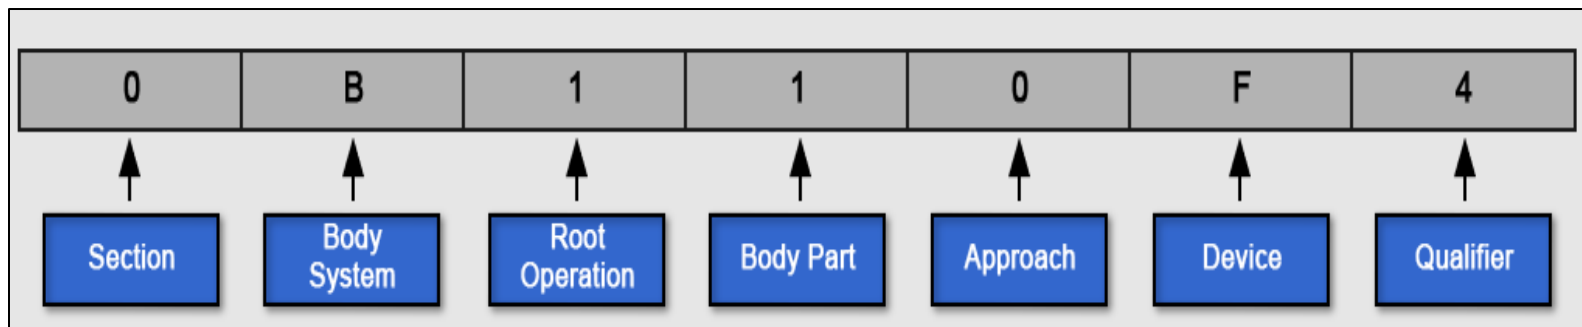 0 B 1 1 0 F 4
Section
Body
System
Root
Operation
Body Part
Approach
Device
Qualifier